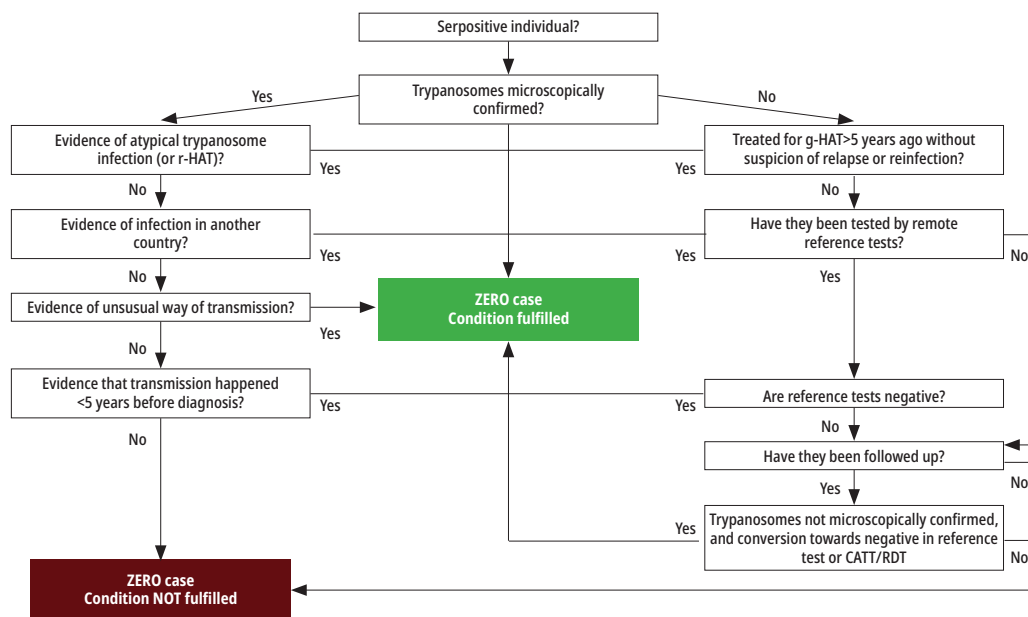 Serpositive individual?
Yes
Trypanosomes microscopically
confirmed?
No
Evidence of atypical trypanosome
infection (or r-HAT)?
Yes
Yes
Treated for g-HAT>5 years ago without
suspicion of relapse or reinfection?
No
No
Evidence of infection in another
country?
Yes
Yes
Have they been tested by remote
reference tests?
No
No
Yes
Evidence of unsusual way of transmission?
Yes
ZERO case
Condition fulfilled
No
Evidence that transmission happened
<5 years before diagnosis?
Yes
Yes
Are reference tests negative?
No
No
Have they been followed up?
No
Yes
Yes
Trypanosomes not microscopically confirmed,
and conversion towards negative in reference
test or CATT/RDT
No
ZERO case
Condition NOT fulfilled